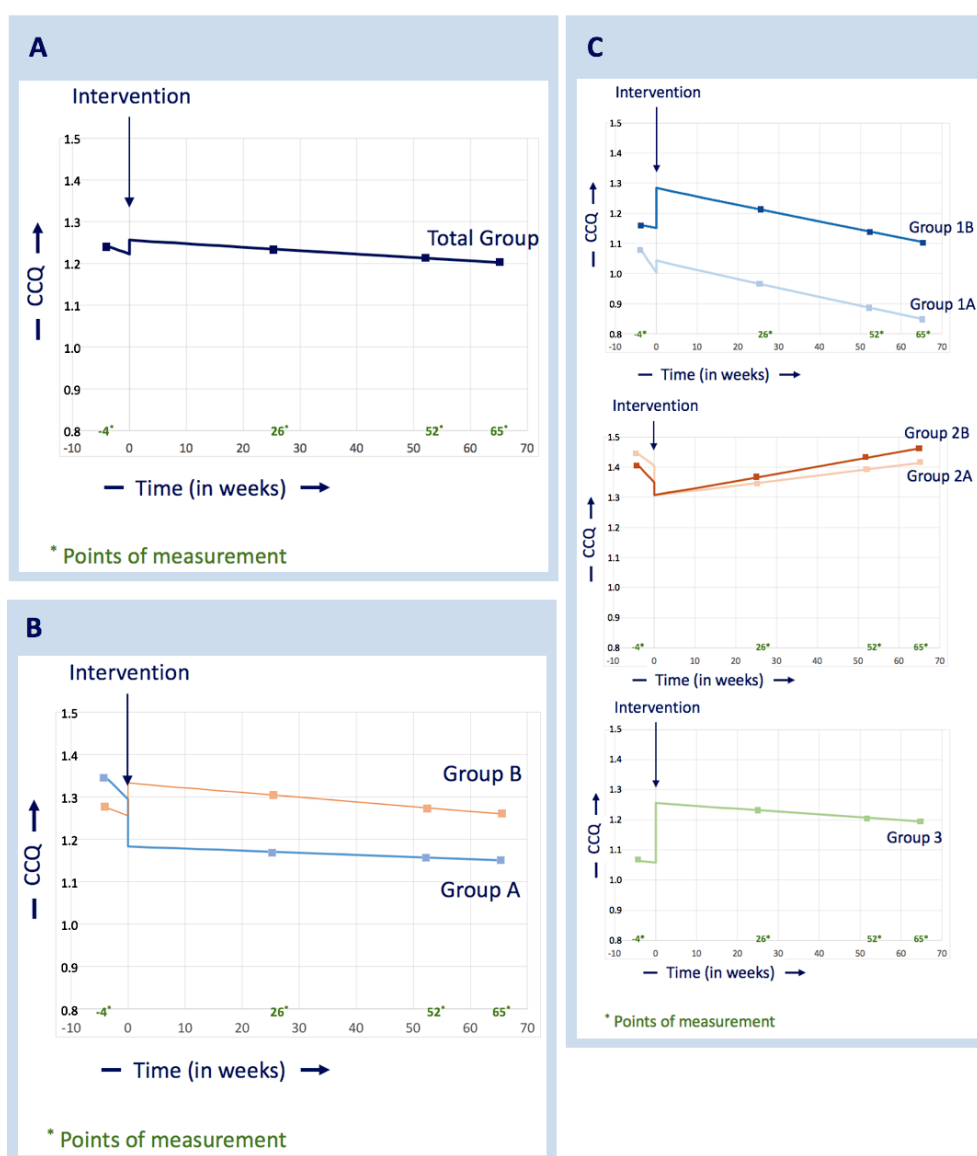 A
Intervention
1.5
1.4
1.3
Total Group
1.2
1.1
1.0
0.9
0.8
CCQ
-4* 26* 52* 65*
-10 0 10 20 30 40 50 60 70
Time (in weeks)
* Points of measurement
B
Intervention
1.5
1.4
Group B
1.3
1.2
Group A
1.1
1.0
0.9
0.8
CCQ
-4* 26* 52* 65*
-10 0 10 20 30 40 50 60 70
Time (in weeks)
* Points of measurement
C
Intervention
1.5
1.4
1.3
1.2
Group 1B
1.1
1.0
Group 1A
0.9
0.8
CCQ
-4* 26* 52* 65*
-10 0 10 20 30 40 50 60 70
Time (in weeks)
Intervention
Group 2B
1.5
1.4
Group 2A
1.3
1.2
1.1
1.0
0.9
0.8
CCQ
-4* 26* 52* 65*
-10 0 10 20 30 40 50 60 70
Time (in weeks)
Intervention
1.5
1.4
1.3
1.2
Group 3
1.1
1.0
0.9
0.8
CCQ
-4* 26* 52* 65*
-10 0 10 20 30 40 50 60 70
Time (in weeks)
* Points of measurement